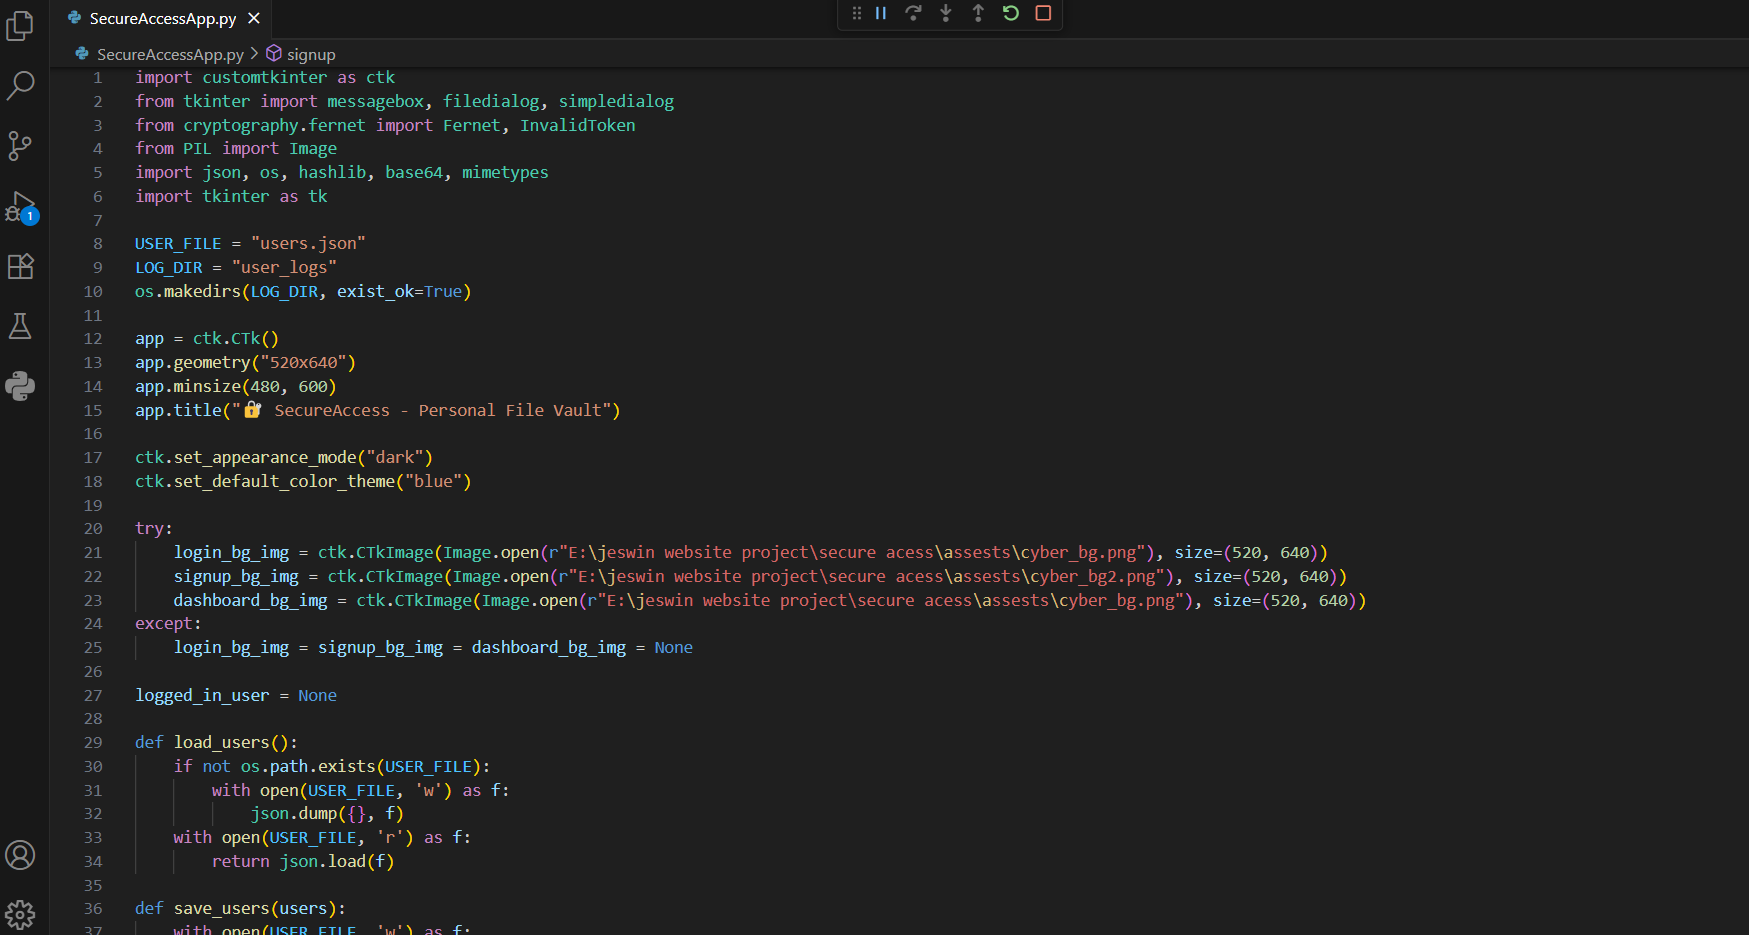 SecureAccessApp.py
SecureAccessApp.py > signup
1 import customtkinter as ctk
2 from tkinter import messagebox, filedialog, simpledialog
3 from cryptography.fernet import Fernet, InvalidToken
4 from PIL import Image
5 import json, os, hashlib, base64, mimetypes
6 import tkinter as tk
7
8 USER_FILE = "users.json"
9 LOG_DIR = "user_logs"
10 os.makedirs(LOG_DIR, exist_ok=True)
11
12 app = ctk.CTk()
13 app.geometry("520x640")
14 app.minsize(480, 600)
15 app.title("🔐 SecureAccess - Personal File Vault")
16
17 ctk.set_appearance_mode("dark")
18 ctk.set_default_color_theme("blue")
19
20 try:
21     login_bg_img = ctk.CTkImage(Image.open(r"E:\jeswin website project\secure acess\assests\cyber_bg.png"), size=(520, 640))
22     signup_bg_img = ctk.CTkImage(Image.open(r"E:\jeswin website project\secure acess\assests\cyber_bg2.png"), size=(520, 640))
23     dashboard_bg_img = ctk.CTkImage(Image.open(r"E:\jeswin website project\secure acess\assests\cyber_bg.png"), size=(520, 640))
24 except:
25     login_bg_img = signup_bg_img = dashboard_bg_img = None
26
27 logged_in_user = None
28
29 def load_users():
30     if not os.path.exists(USER_FILE):
31         with open(USER_FILE, 'w') as f:
32             json.dump({}, f)
33     with open(USER_FILE, 'r') as f:
34         return json.load(f)
35
36 def save_users(users):
37     with open(USER_FILE, 'w') as f:
1